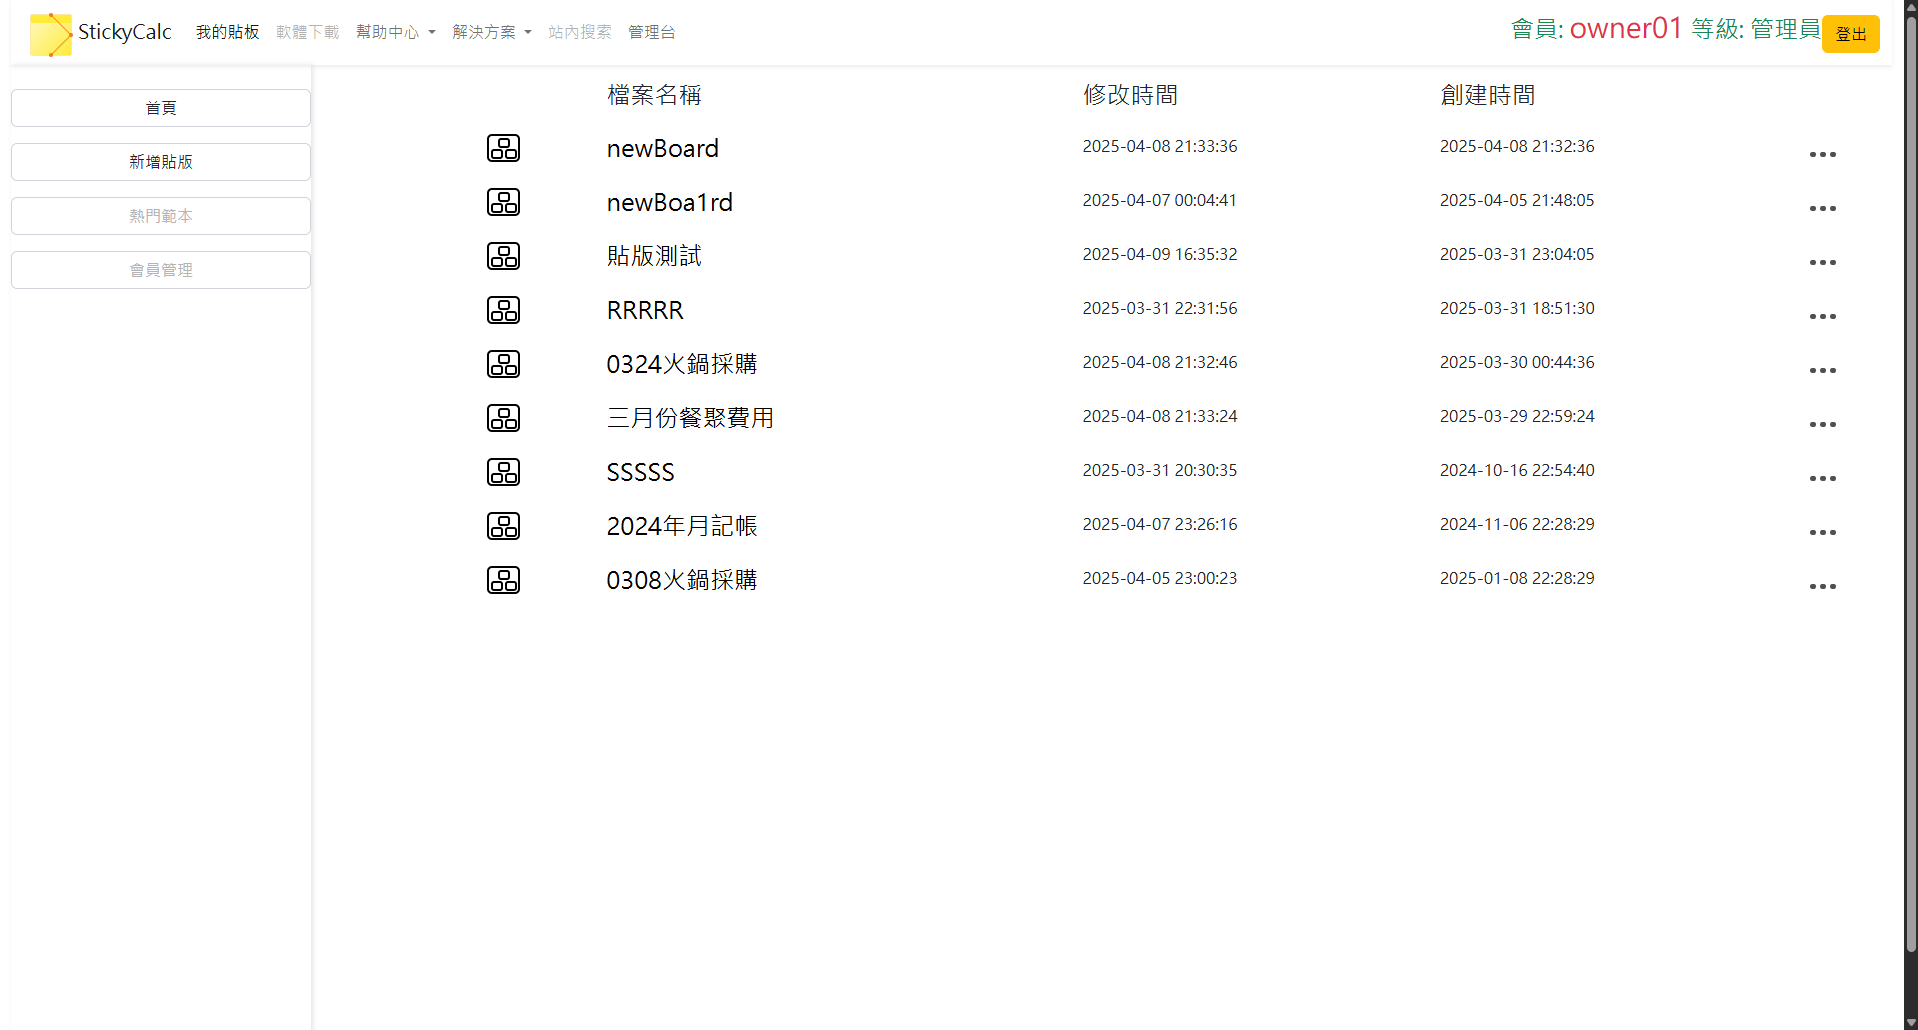 StickyCalc 我的貼板 軟體下載 幫助中心 解決方案 站內搜索 管理台 會員: owner01 等級: 管理員 登出
首頁
新增貼版
熱門範本
會員管理
檔案名稱 修改時間 創建時間
newBoard 2025-04-08 21:33:36 2025-04-08 21:32:36
newBoa1rd 2025-04-07 00:04:41 2025-04-05 21:48:05
貼版測試 2025-04-09 16:35:32 2025-03-31 23:04:05
RRRRR 2025-03-31 22:31:56 2025-03-31 18:51:30
0324火鍋採購 2025-04-08 21:32:46 2025-03-30 00:44:36
三月份餐聚費用 2025-04-08 21:33:24 2025-03-29 22:59:24
SSSSS 2025-03-31 20:30:35 2024-10-16 22:54:40
2024年月記帳 2025-04-07 23:26:16 2024-11-06 22:28:29
0308火鍋採購 2025-04-05 23:00:23 2025-01-08 22:28:29